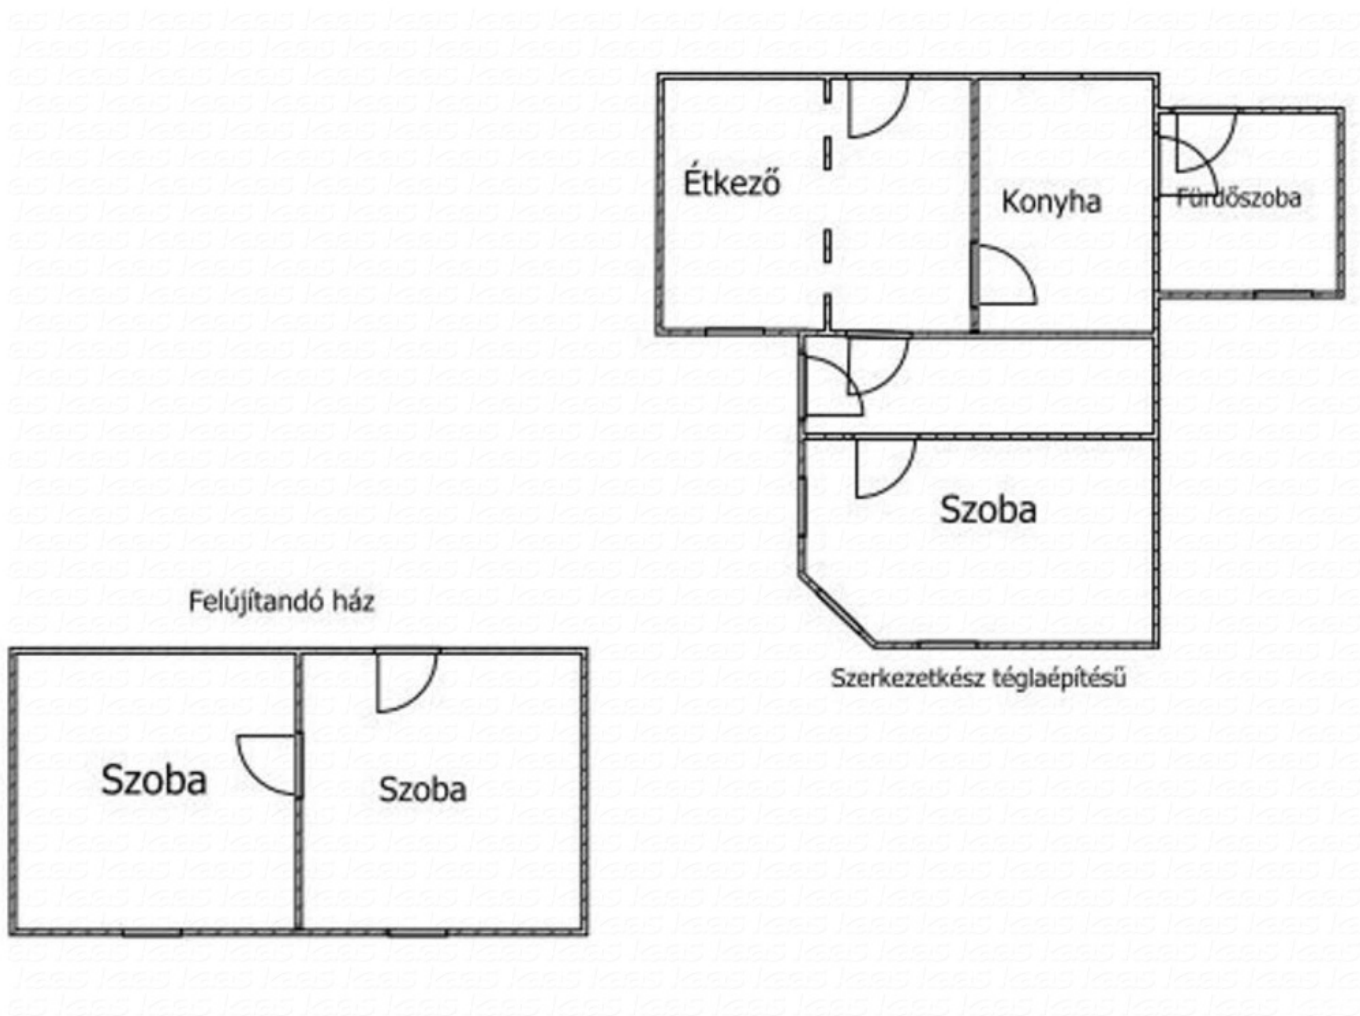 Étkező
Konyha
Fürdőszoba
Szoba
Szerkezetkész téglaépítésű
Felújítandó ház
Szoba
Szoba